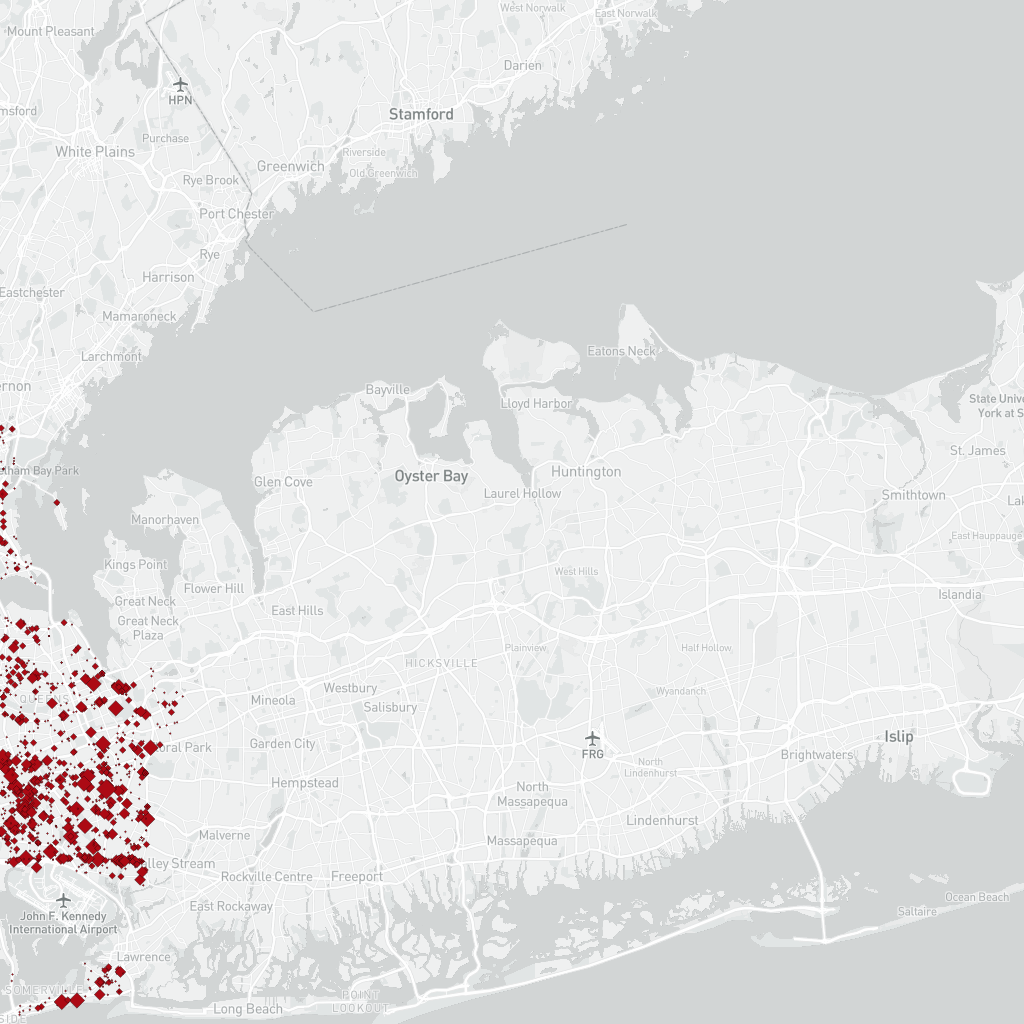 West Norwalk
East Norwalk
Mount Pleasant
Darien
HPN
Stamford
msford
Purchase
White Plains
Riverside
Greenwich
Old Greenwich
Rye Brook
Port Chester
Rye
Harrison
Eastchester
Mamaroneck
Larchmont
Eatons Neck
ernon
Bayville
Lloyd Harbor
State Unive
York at S
St. James
elham Bay Park
Oyster Bay
Huntington
Glen Cove
Laurel Hollow
Smithtown
Lak
Manorhaven
East Hauppauge
Kings Point
West Hills
Flower Hill
Islandia
Great Neck
East Hills
Great Neck
Plaza
Plainview
Half Hollow
HICKSVILLE
QUEENS
Westbury
Wyandanch
Mineola
Salisbury
Islip
Garden City
oral Park
FRG
Brightwaters
North
Lindenhurst
Hempstead
North
Massapequa
Lindenhurst
Malverne
Massapequa
lley Stream
Rockville Centre
Freeport
Ocean Beach
East Rockaway
Saltaire
John F. Kennedy
International Airport
Lawrence
SOMERVILLE
POINT
LOOKOUT
Long Beach
SIDE